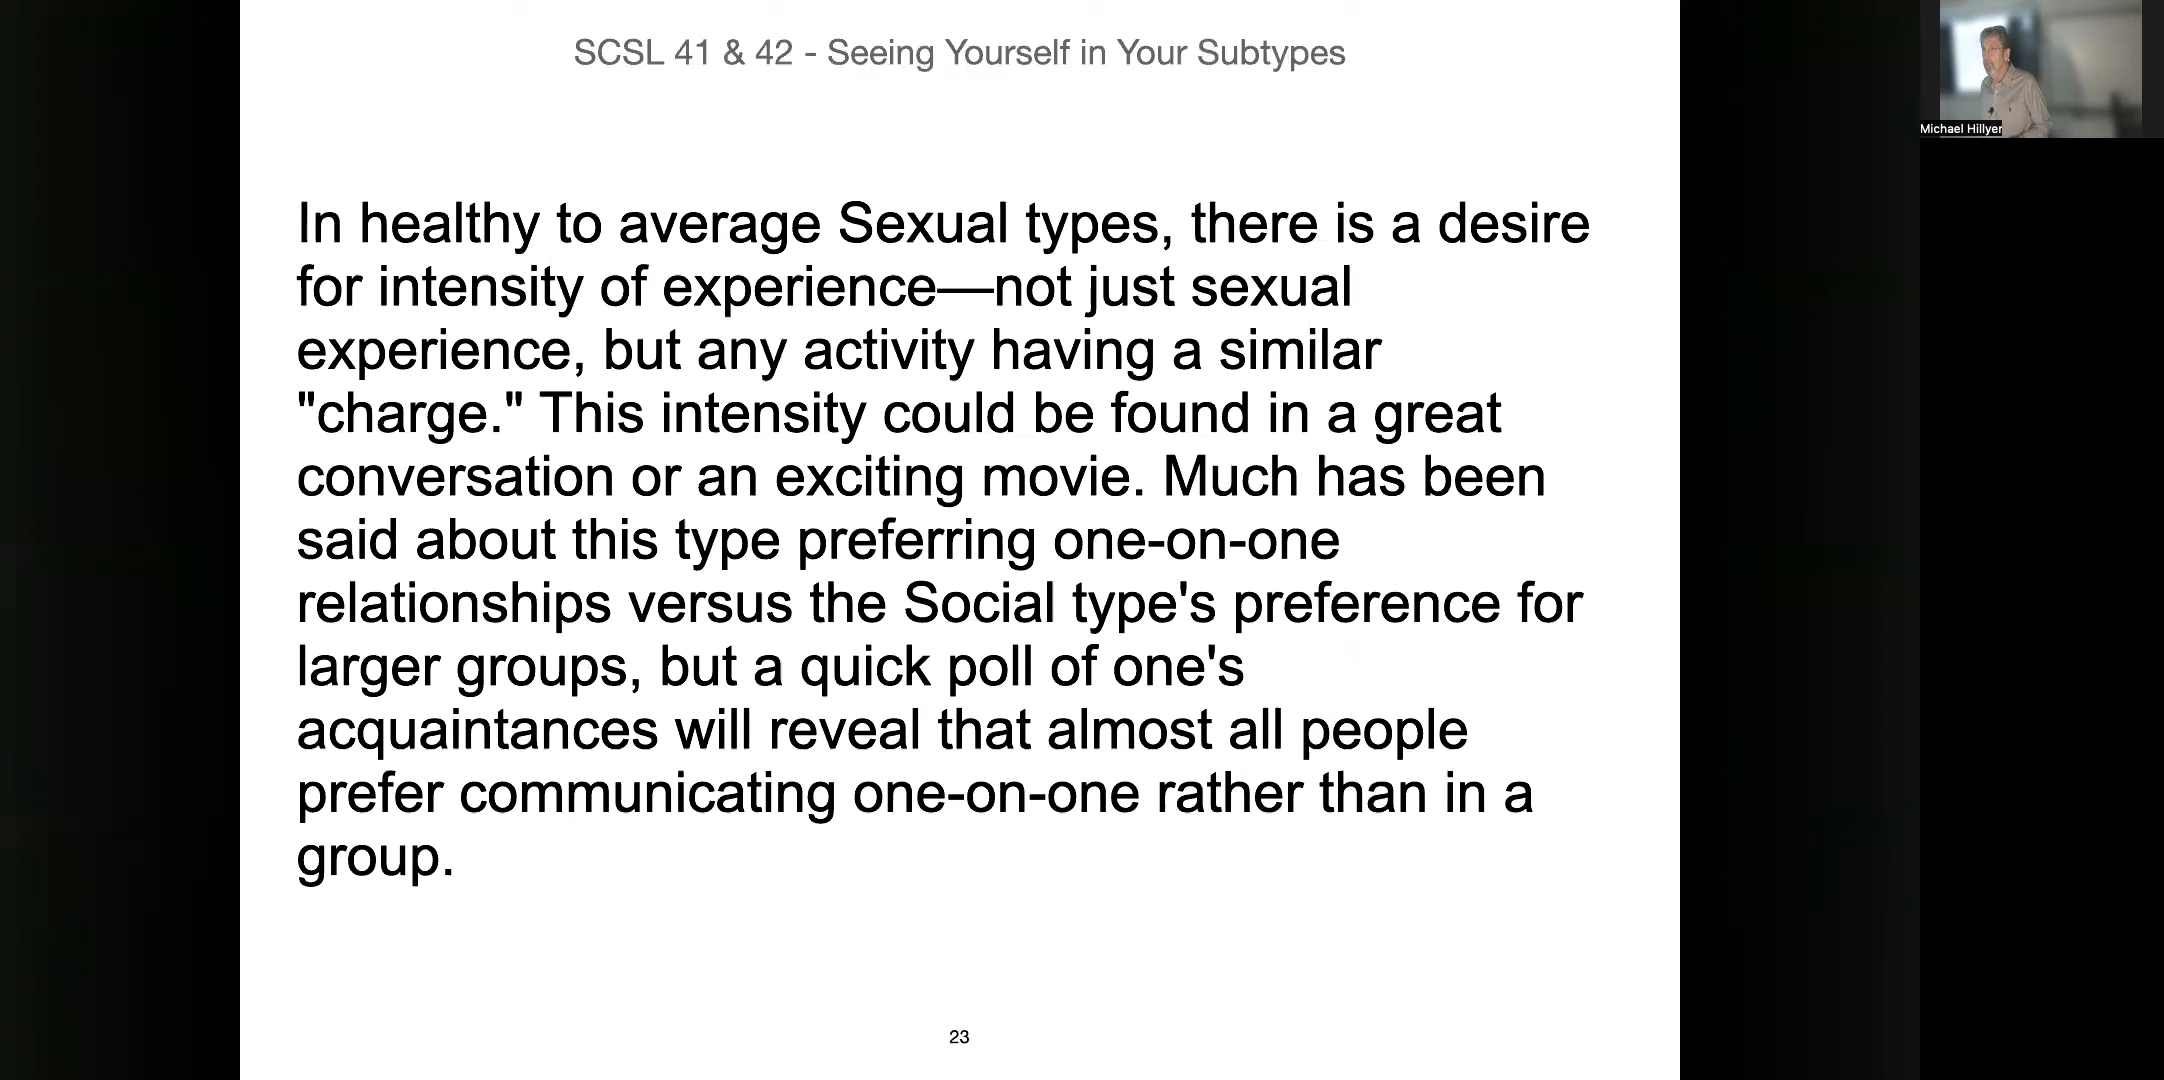 SCSL 41 & 42 - Seeing Yourself in Your Subtypes
Michael Hillyer
In healthy to average Sexual types, there is a desire
for intensity of experience—not just sexual
experience, but any activity having a similar
"charge." This intensity could be found in a great
conversation or an exciting movie. Much has been
said about this type preferring one-on-one
relationships versus the Social type's preference for
larger groups, but a quick poll of one's
acquaintances will reveal that almost all people
prefer communicating one-on-one rather than in a
group.
23